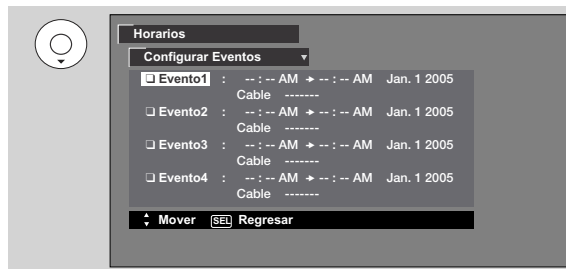 Horarios
Configurar Eventos ▼
❏ Evento1 : -- : -- AM ➔ -- : -- AM Jan. 1 2005
Cable -------
❏ Evento2 : -- : -- AM ➔ -- : -- AM Jan. 1 2005
Cable -------
❏ Evento3 : -- : -- AM ➔ -- : -- AM Jan. 1 2005
Cable -------
❏ Evento4 : -- : -- AM ➔ -- : -- AM Jan. 1 2005
Cable -------
Mover SEL Regresar